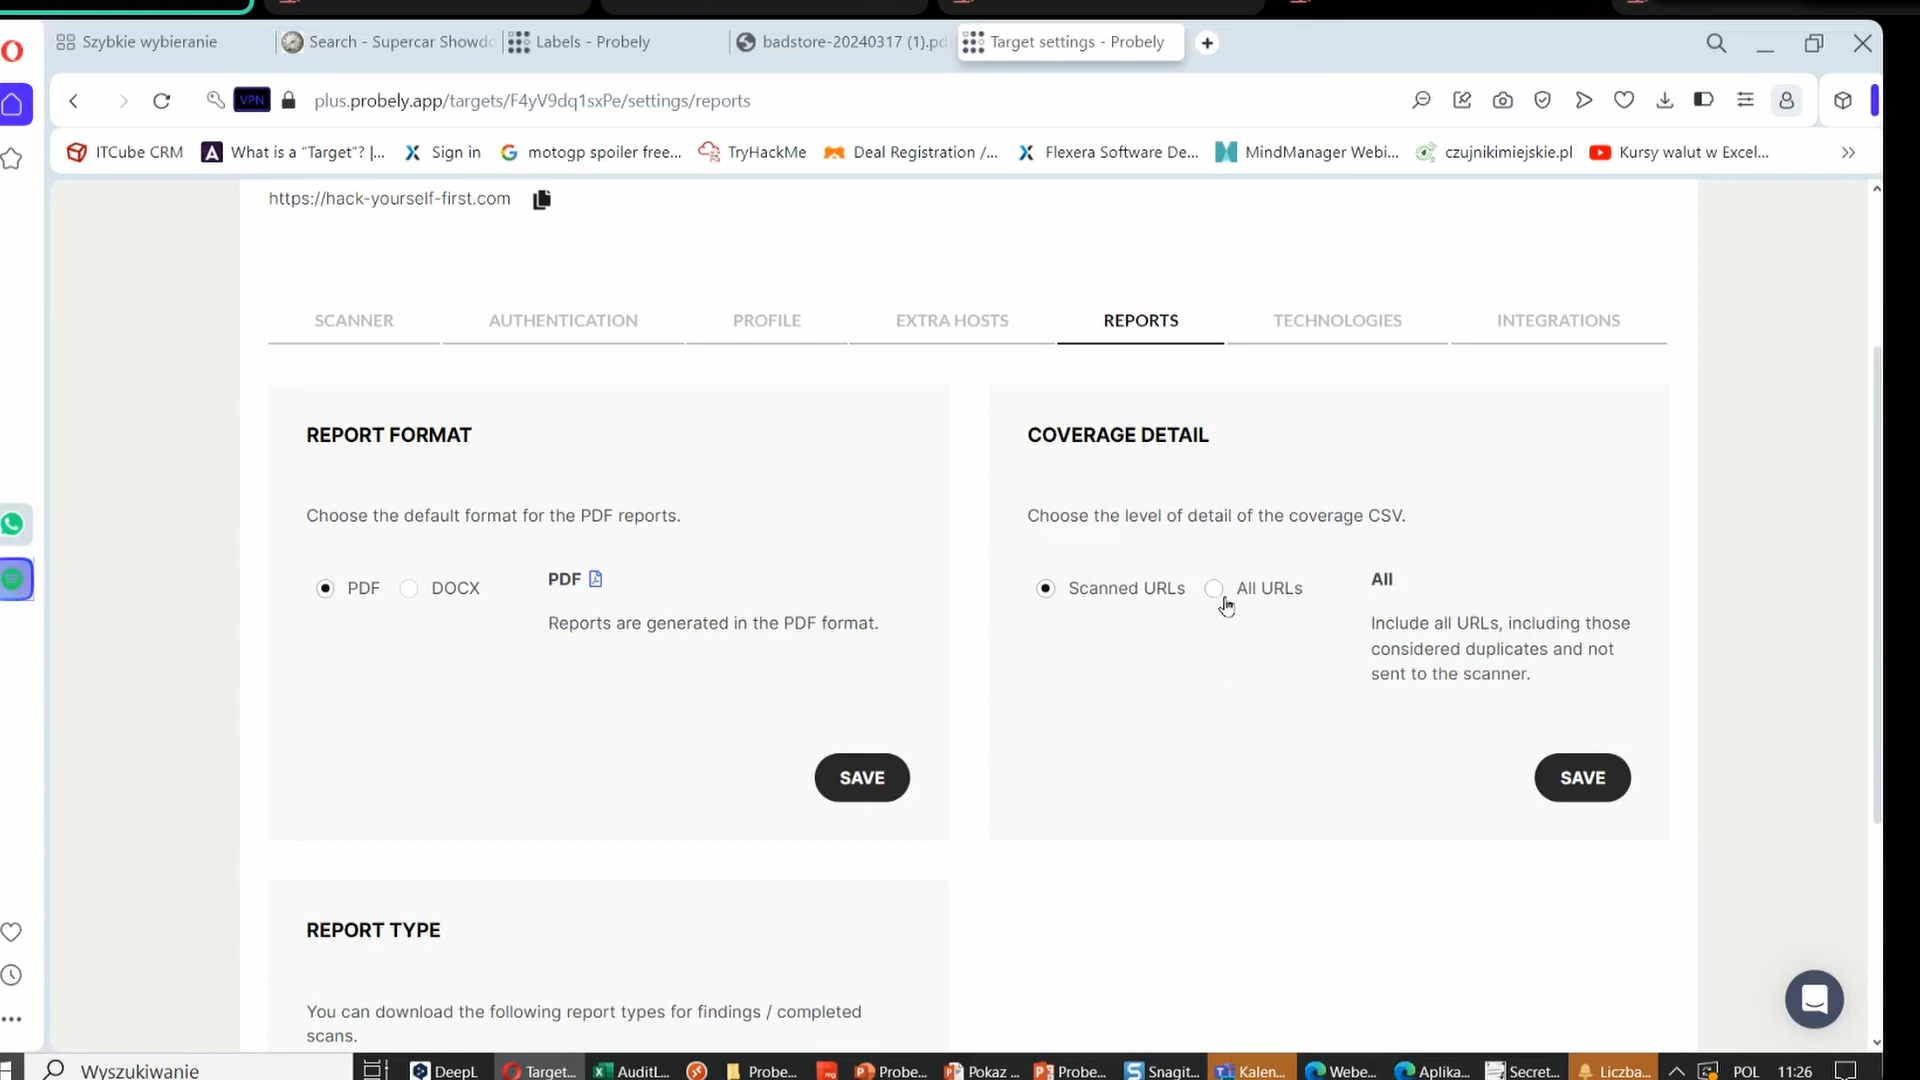 Szybkie wybieranie
Search - Supercar Showdo
Labels - Probely
badstore-20240317 (1).pd
Target settings - Probely
VPN
plus.probely.app/targets/F4yV9dq1sxPe/settings/reports
ITCube CRM
What is a "Target"? |...
Sign in
motogp spoiler free...
TryHackMe
Deal Registration /...
Flexera Software De...
MindManager Webi...
czujnikimiejskie.pl
Kursy walut w Excel...
https://hack-yourself-first.com
SCANNER
AUTHENTICATION
PROFILE
EXTRA HOSTS
REPORTS
TECHNOLOGIES
INTEGRATIONS
REPORT FORMAT
Choose the default format for the PDF reports.
PDF
DOCX
PDF
Reports are generated in the PDF format.
SAVE
COVERAGE DETAIL
Choose the level of detail of the coverage CSV.
Scanned URLs
All URLs
All
Include all URLs, including those
considered duplicates and not
sent to the scanner.
SAVE
REPORT TYPE
You can download the following report types for findings / completed
scans.
Wyszukiwanie
DeepL
Target...
AuditL...
Probe...
Probe...
Pokaz ...
Probe...
Snagit...
Kalen...
Webe...
Aplika...
Secret...
Liczba...
POL
11:26